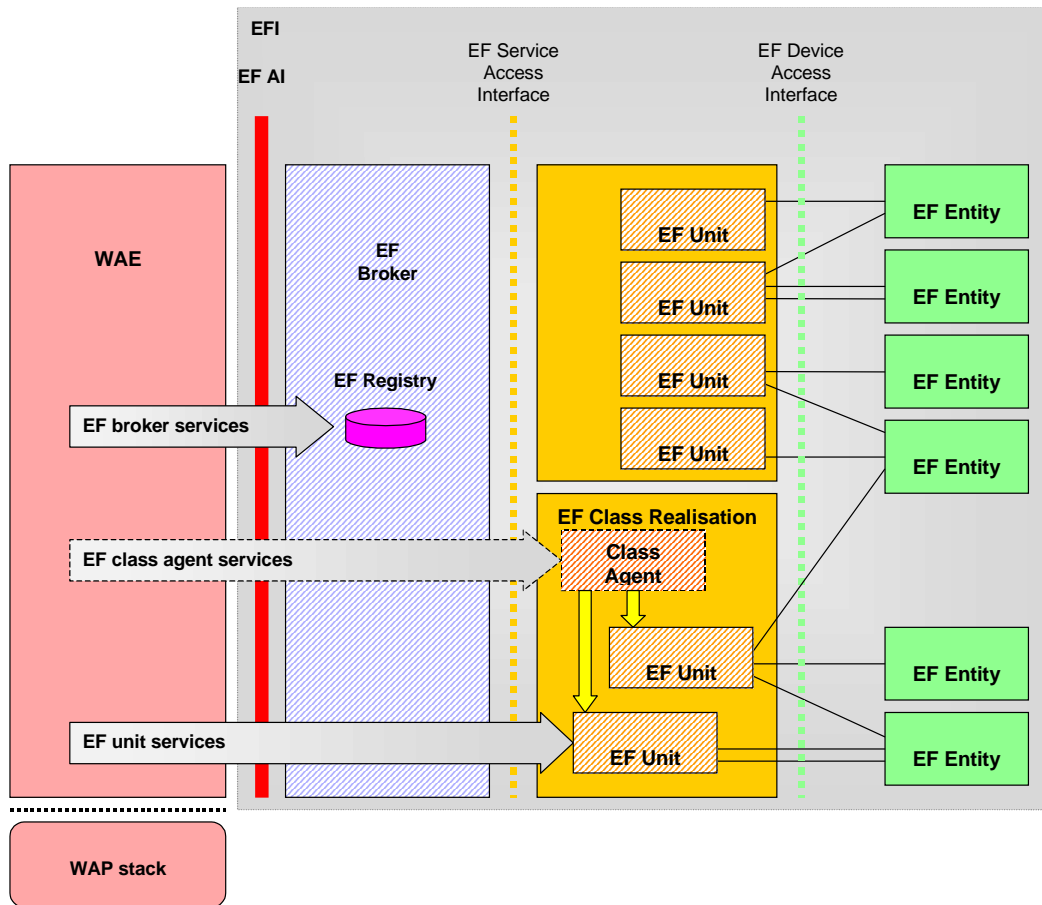 EFI
EF AI
EF Service
Access
Interface
EF Device
Access
Interface
WAE
EF
Broker
EF Registry
EF Unit
EF Unit
EF Unit
EF Unit
EF Entity
EF Entity
EF Entity
EF Entity
EF broker services
EF Class Realisation
EF class agent services
Class
Agent
EF Unit
EF Entity
EF unit services
EF Unit
EF Entity
WAP stack